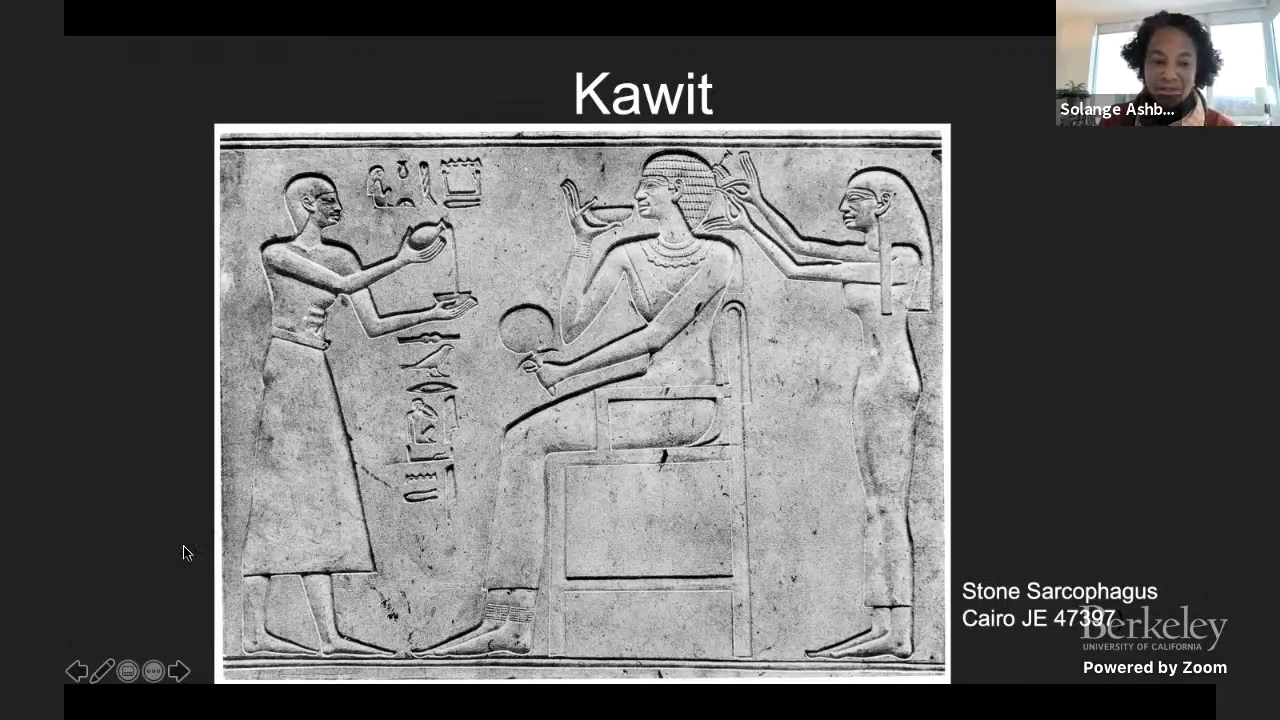 Kawit
Solange Ashb...
Stone Sarcophagus
Cairo JE 47397
Berkeley
UNIVERSITY OF CALIFORNIA
Powered by Zoom